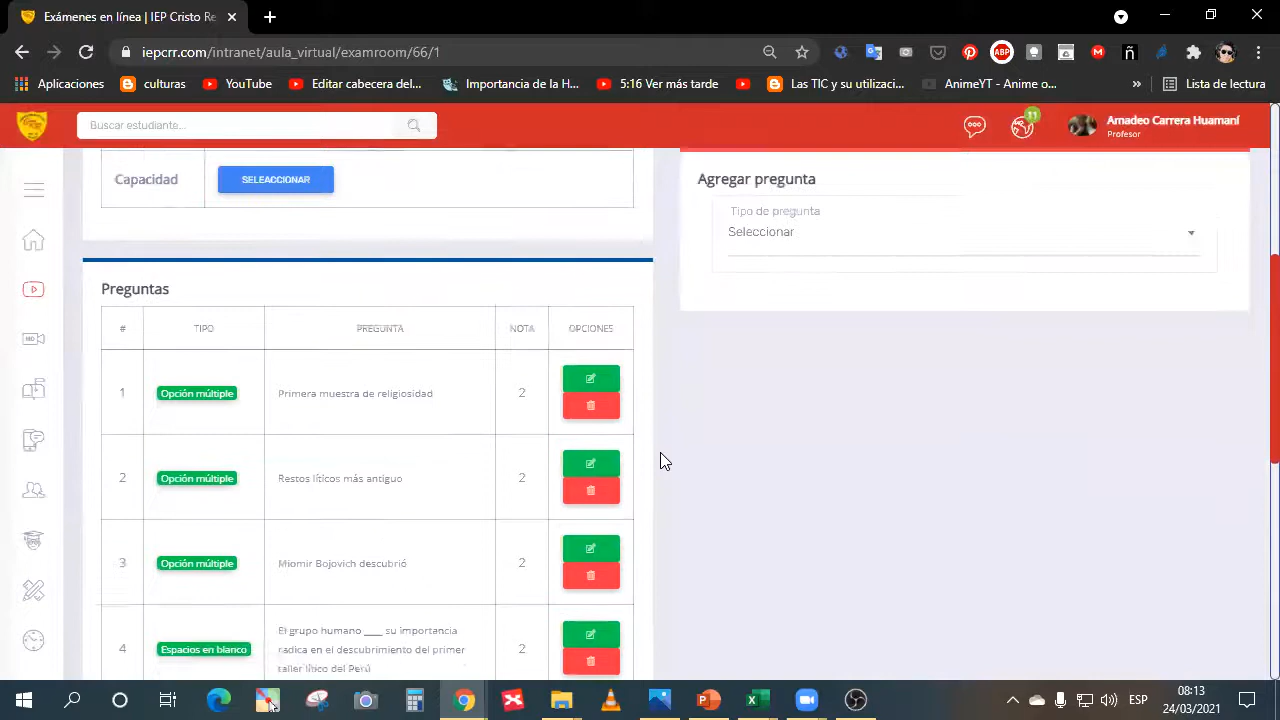 Exámenes en línea | IEP Cristo Re
iepcrr.com/intranet/aula_virtual/examroom/66/1
ABP
M
ñ
Aplicaciones
culturas
YouTube
Editar cabecera del...
Importancia de la H...
5:16 Ver más tarde
Las TIC y su utilizaci...
AnimeYT - Anime o...
»
Lista de lectura
Buscar estudiante...
11
Amadeo Carrera Huamaní
Profesor
Capacidad
SELEACCIONAR
Agregar pregunta
Tipo de pregunta
Seleccionar
Preguntas
# TIPO PREGUNTA NOTA OPCIONES
1 Opción múltiple Primera muestra de religiosidad 2
2 Opción múltiple Restos líticos más antiguo 2
3 Opción múltiple Miomir Bojovich descubrió 2
El grupo humano ___ su importancia
4 Espacios en blanco radica en el descubrimiento del primer 2
taller lítico del Perú
ESP
08:13
24/03/2021